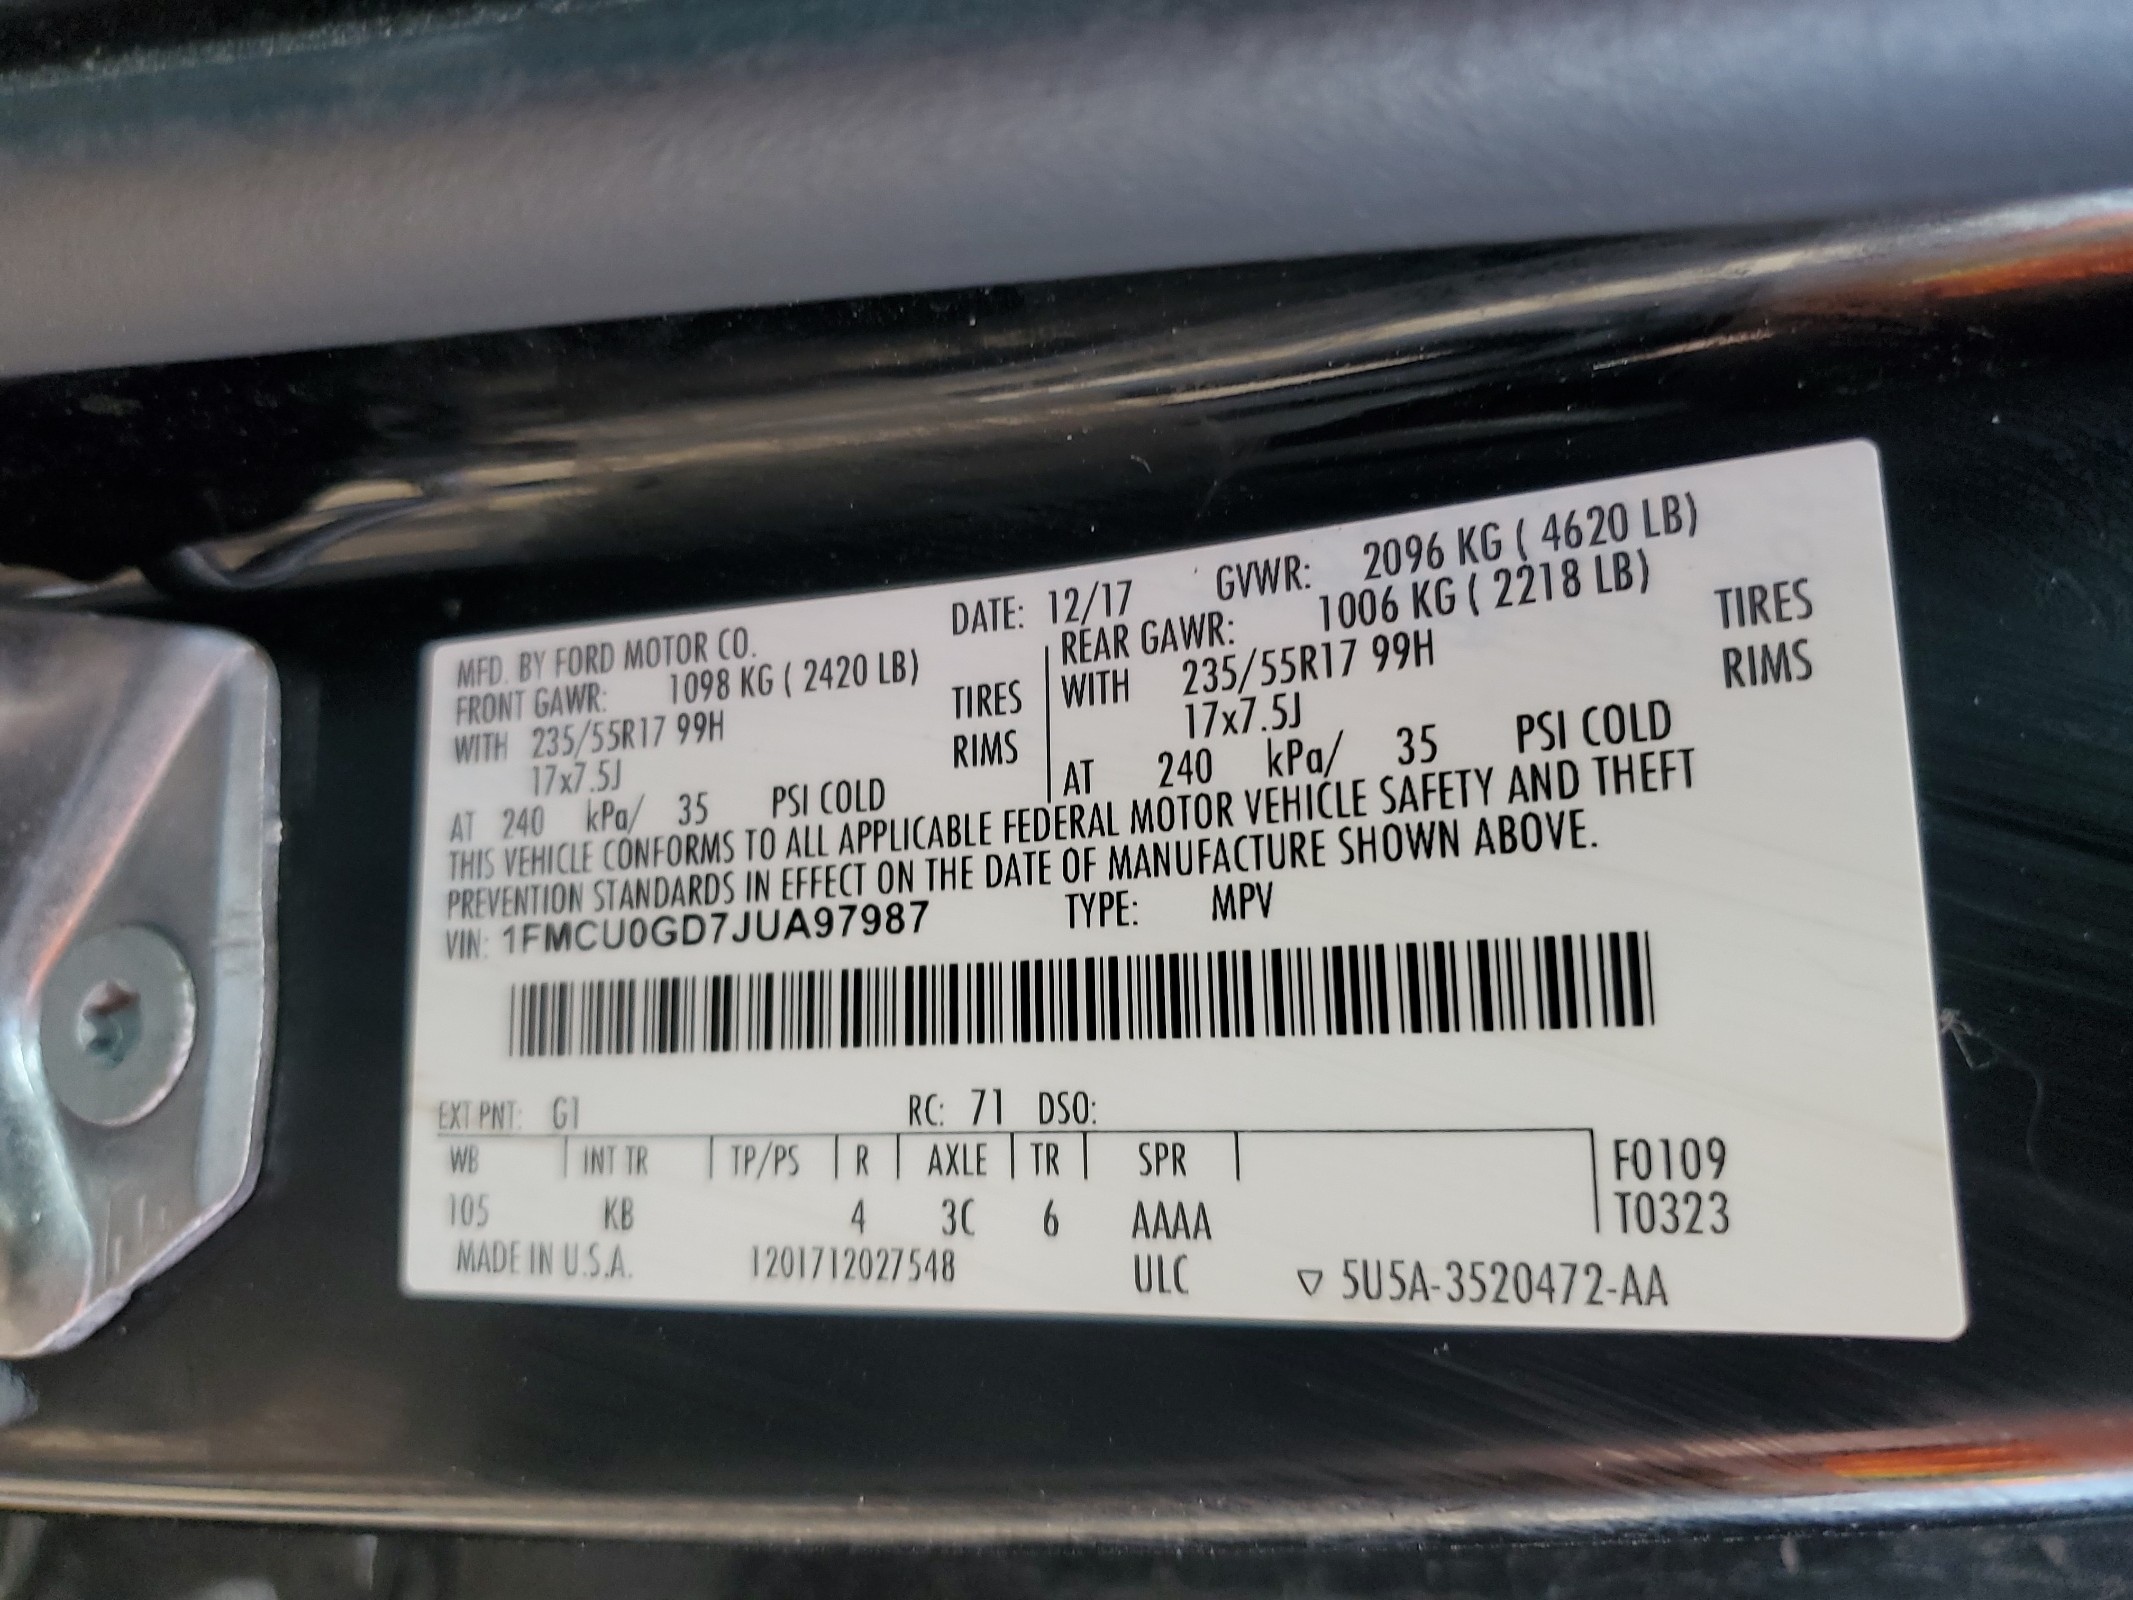 MFD. BY FORD MOTOR CO. DATE: 12/17 GVWR: 2096 KG ( 4620 LB)
FRONT GAWR: 1098 KG ( 2420 LB) REAR GAWR: 1006 KG ( 2218 LB)
WITH 235/55R17 99H TIRES WITH 235/55R17 99H TIRES
17x7.5J RIMS 17x7.5J RIMS
AT 240 kPa/ 35 PSI COLD AT 240 kPa/ 35 PSI COLD
THIS VEHICLE CONFORMS TO ALL APPLICABLE FEDERAL MOTOR VEHICLE SAFETY AND THEFT
PREVENTION STANDARDS IN EFFECT ON THE DATE OF MANUFACTURE SHOWN ABOVE.
VIN: 1FMCU0GD7JUA97987 TYPE: MPV
EXT PNT: G1 RC: 71 DSO:
WB INT TR TP/PS R AXLE TR SPR F0109
105 KB 4 3C 6 AAAA T0323
MADE IN U.S.A. 1201712027548 ULC ▽ 5U5A-3520472-AA